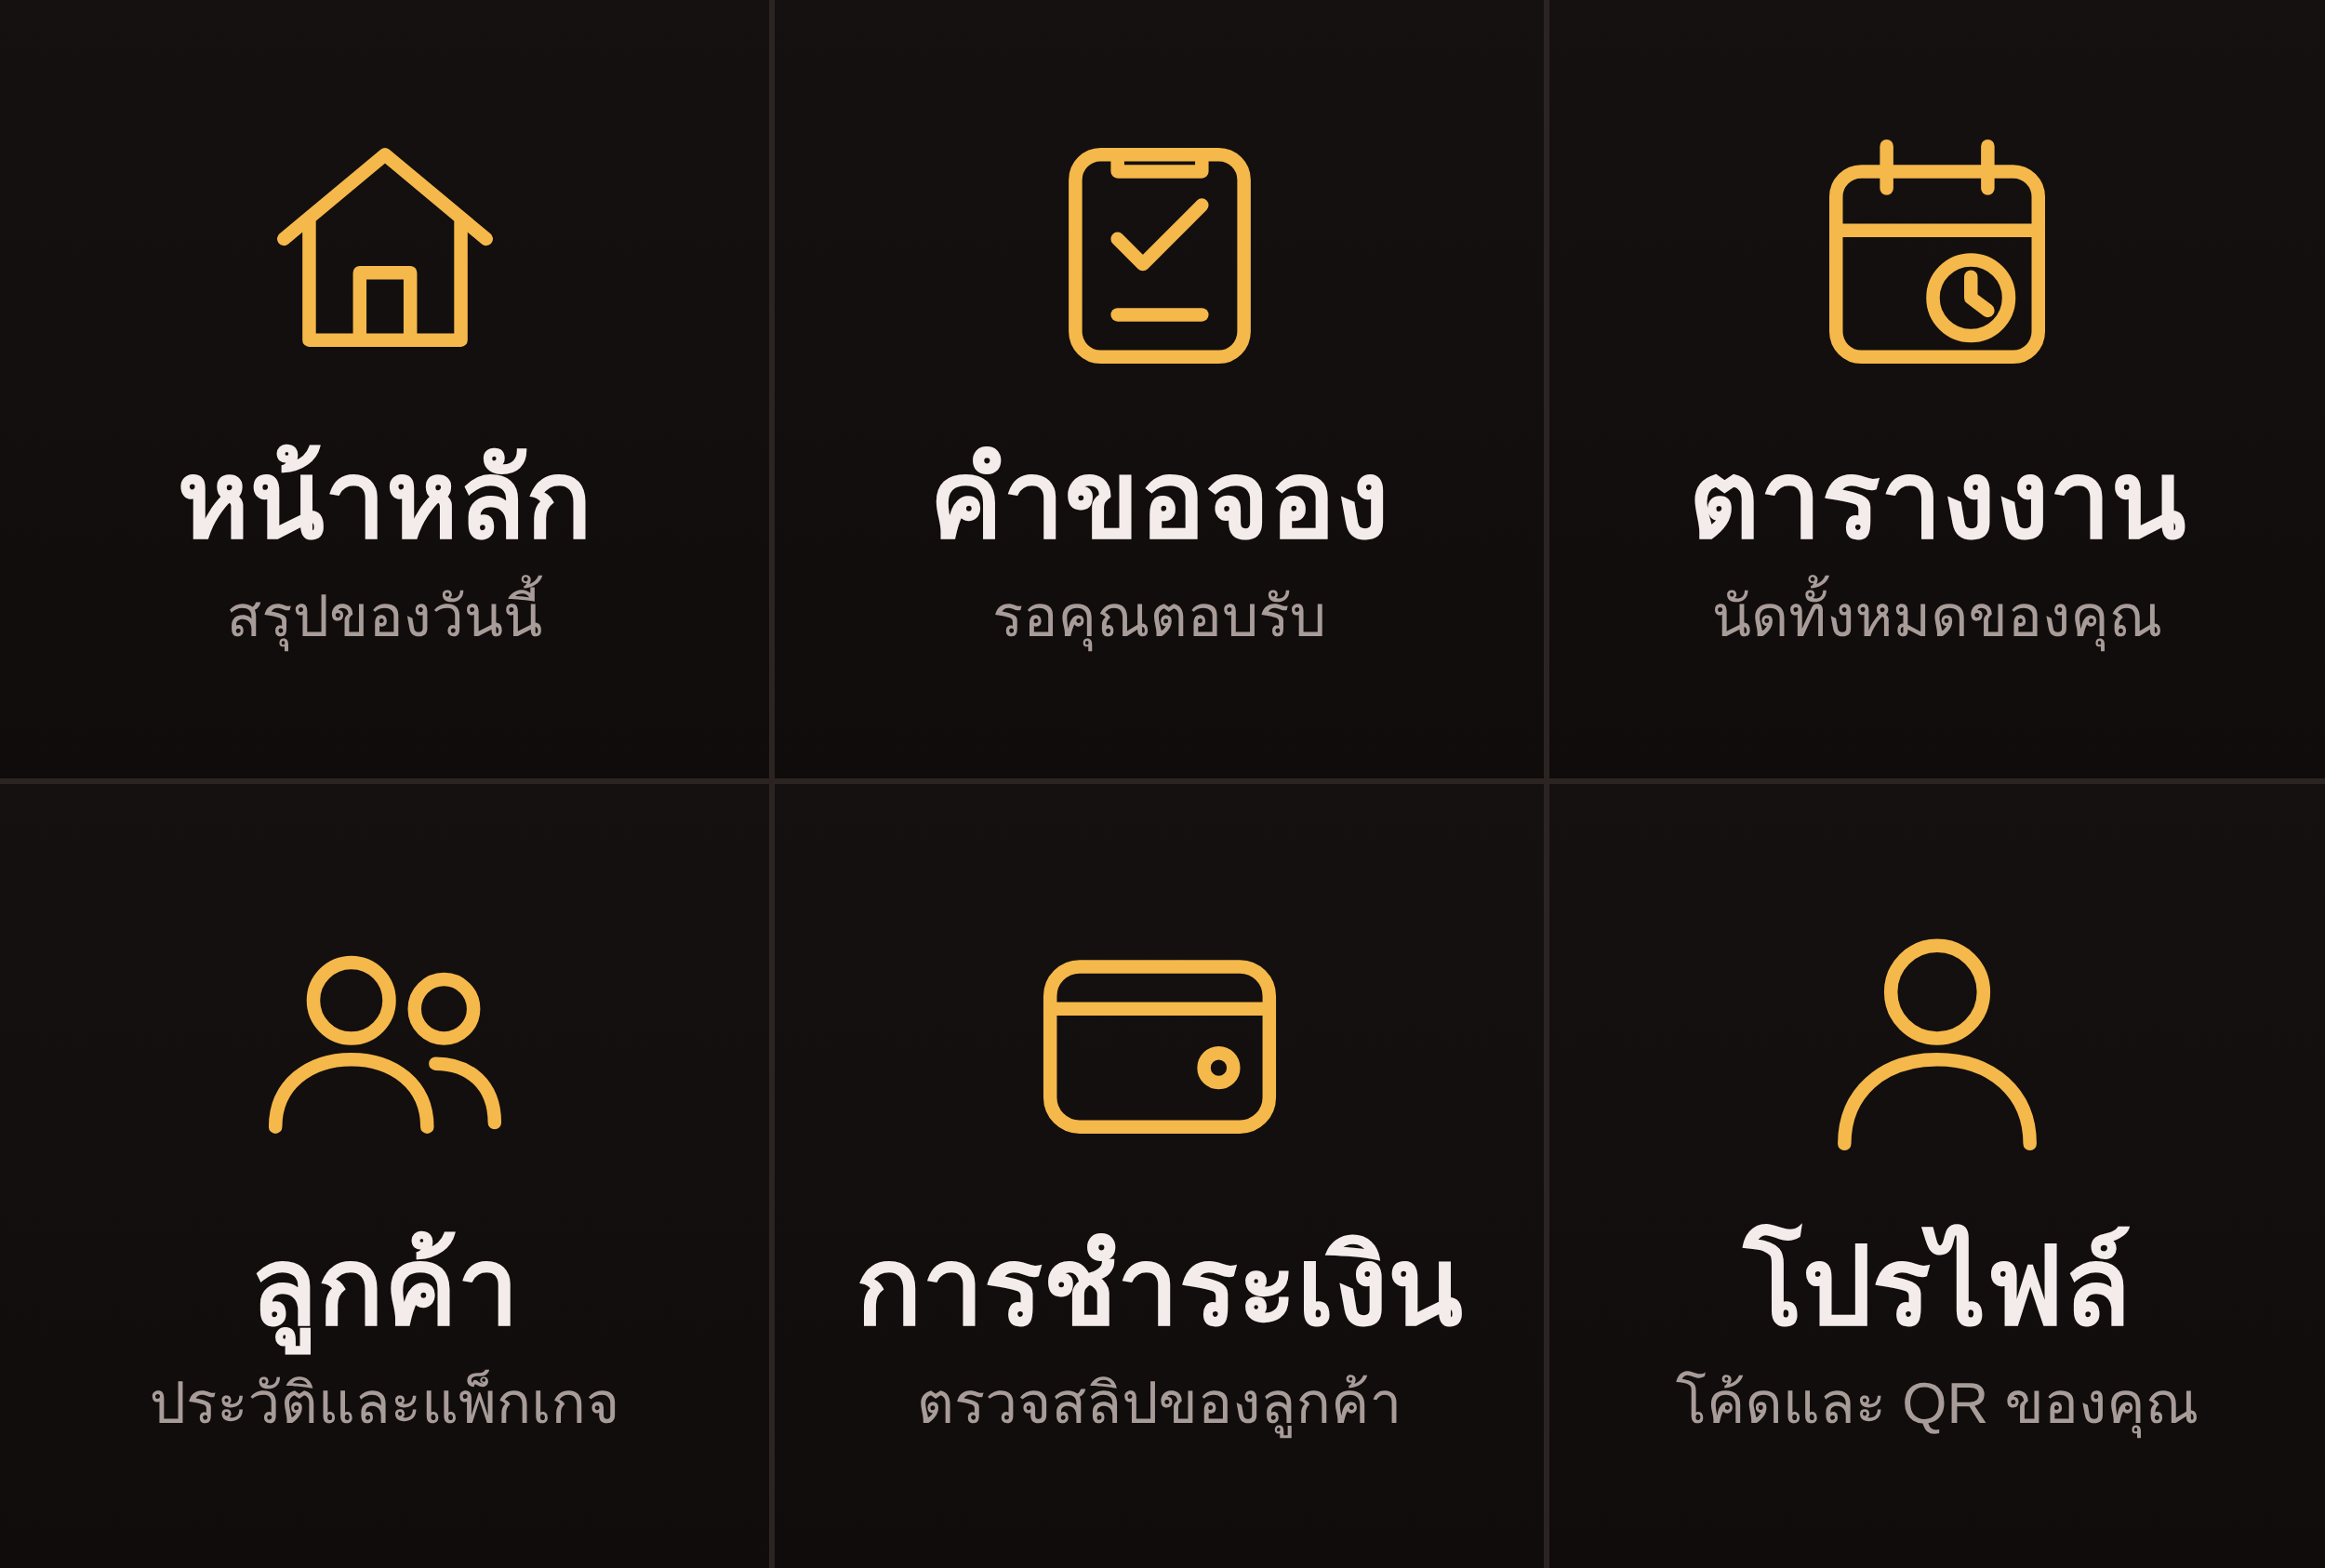 หน้าหลัก
สรุปของวันนี้
คำขอจอง
รอคุณตอบรับ
ตารางงาน
นัดทั้งหมดของคุณ
ลูกค้า
ประวัติและแพ็กเกจ
การชำระเงิน
ตรวจสลิปของลูกค้า
โปรไฟล์
โค้ดและ QR ของคุณ